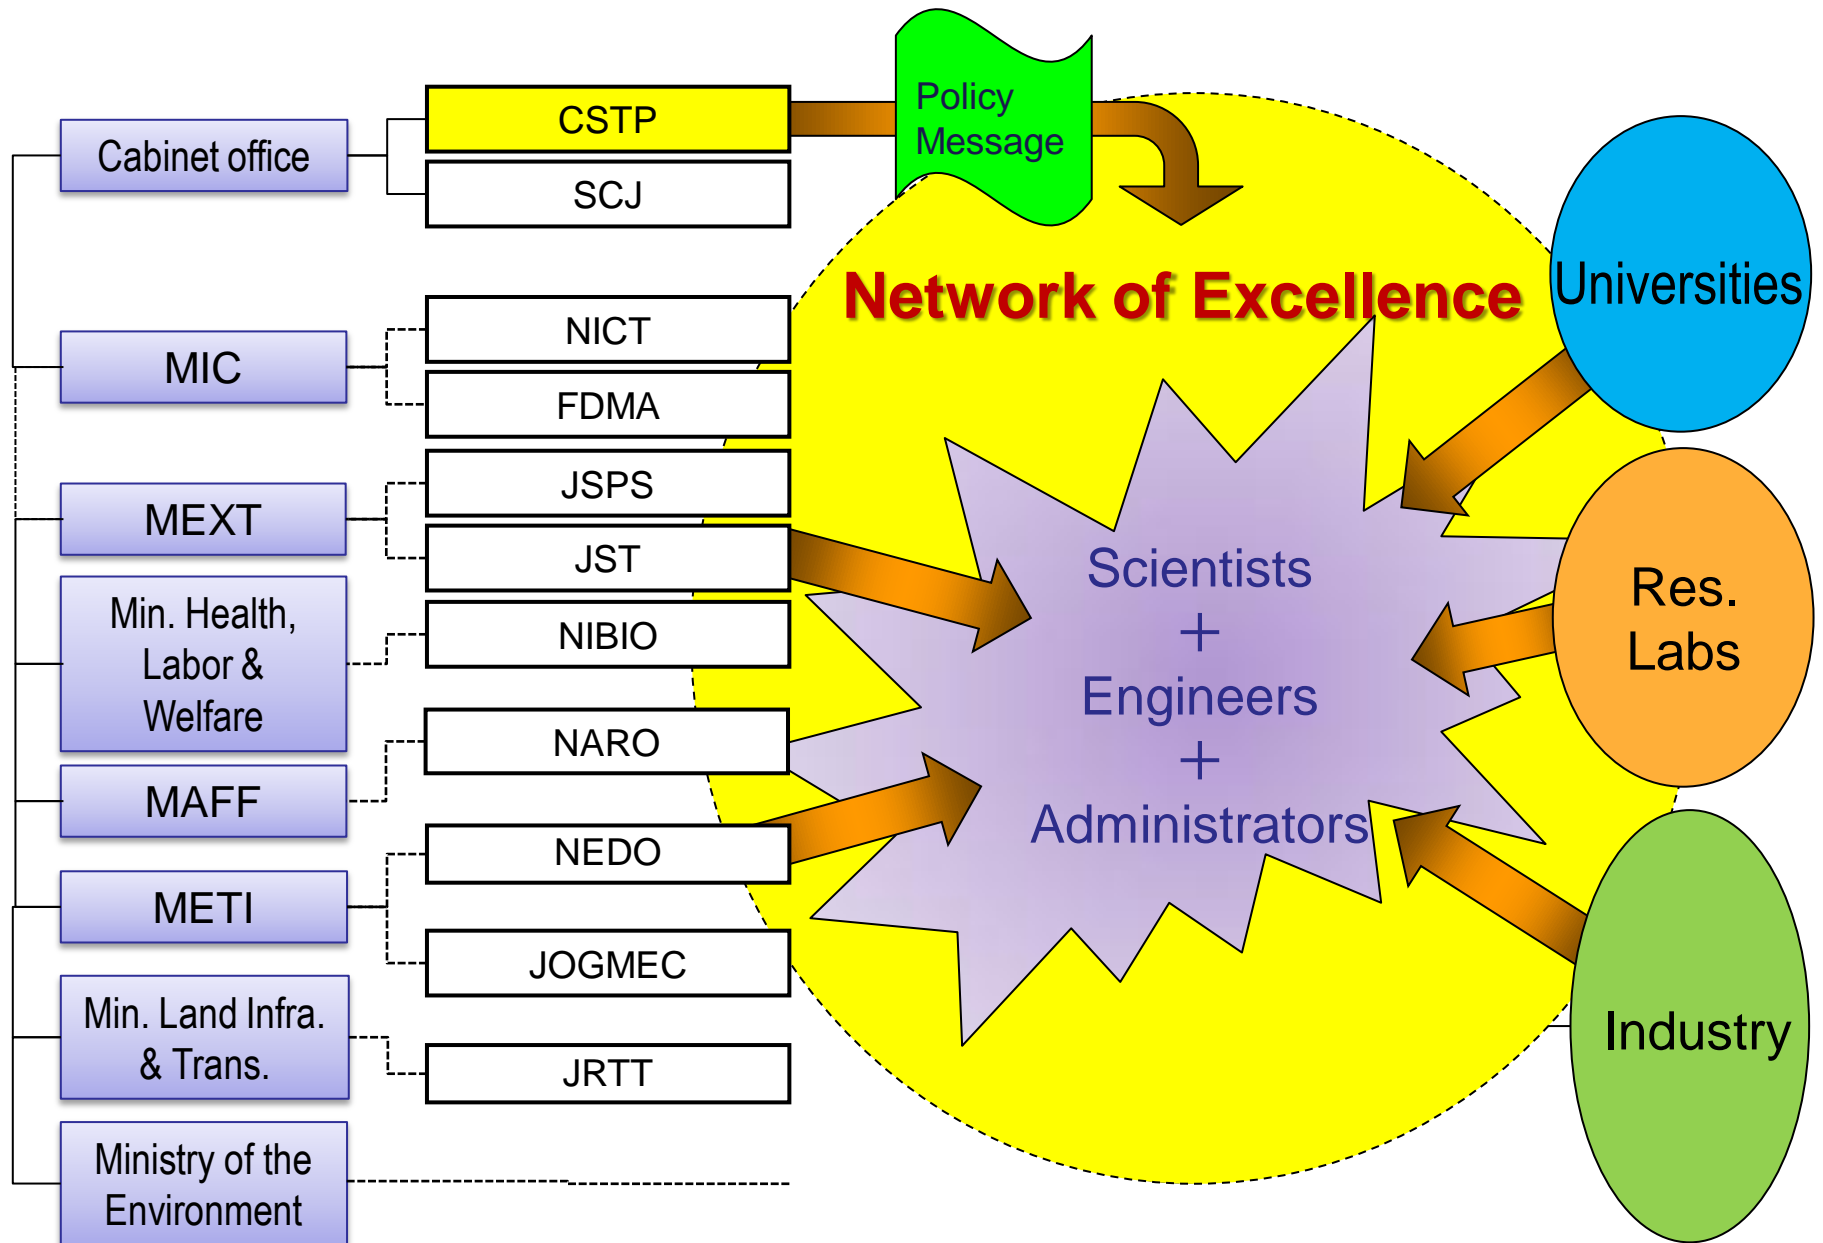 Cabinet office
MIC
MEXT
Min. Health,
Labor &
Welfare
MAFF
METI
Min. Land Infra.
& Trans.
Ministry of the
Environment
CSTP
SCJ
NICT
FDMA
JSPS
JST
NIBIO
NARO
NEDO
JOGMEC
JRTT
Policy
Message
Network of Excellence
Scientists
+
Engineers
+
Administrators
Universities
Res.
Labs
Industry